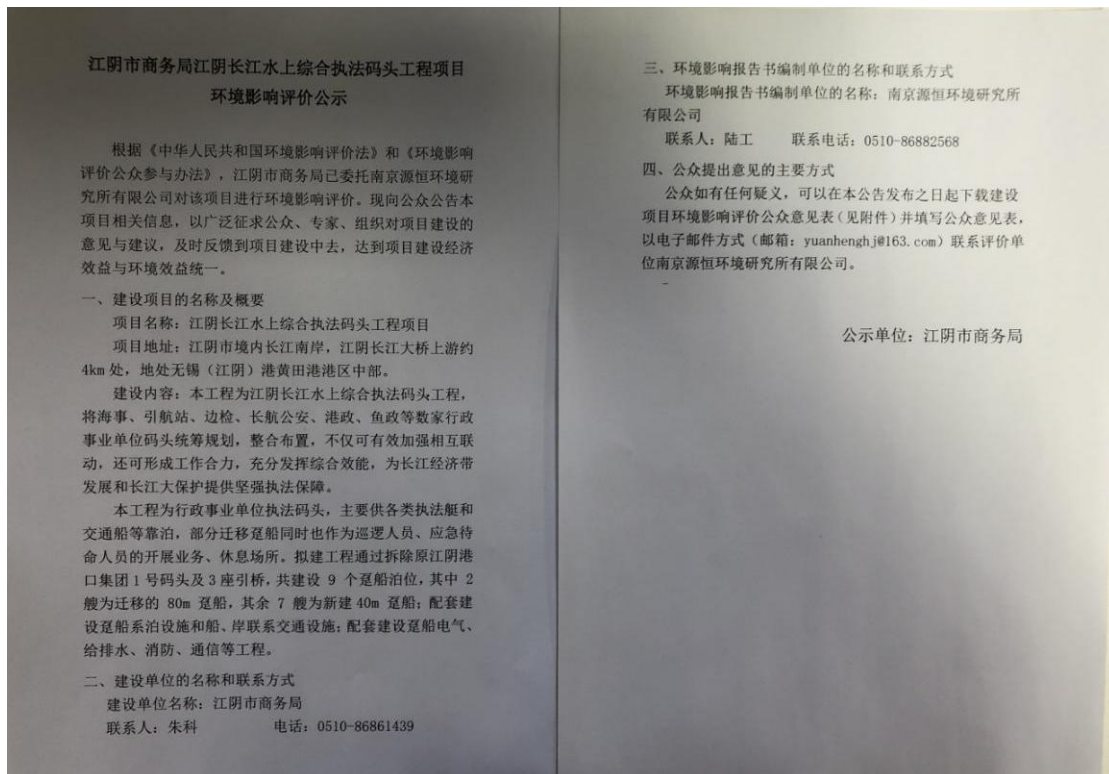 江阴市商务局江阴长江水上综合执法码头工程项目
环境影响评价公示
根据《中华人民共和国环境影响评价法》和《环境影响
评价公众参与办法》，江阴市商务局已委托南京源恒环境研
究所有限公司对该项目进行环境影响评价。现向公众公告本
项目相关信息，以广泛征求公众、专家、组织对项目建设的
意见与建议，及时反馈到项目建设中去，达到项目建设经济
效益与环境效益统一。
一、建设项目的名称及概要
项目名称：江阴长江水上综合执法码头工程项目
项目地址：江阴市境内长江南岸，江阴长江大桥上游约
4km 处，地处无锡（江阴）港黄田港港区中部。
建设内容：本工程为江阴长江水上综合执法码头工程，
将海事、引航站、边检、长航公安、港政、鱼政等数家行政
事业单位码头统筹规划，整合布置，不仅可有效加强相互联
动，还可形成工作合力，充分发挥综合效能，为长江经济带
发展和长江大保护提供坚强执法保障。
本工程为行政事业单位执法码头，主要供各类执法艇和
交通船等靠泊，部分迁移趸船同时也作为巡逻人员、应急待
命人员的开展业务、休息场所。拟建工程通过拆除原江阴港
口集团 1 号码头及 3 座引桥，共建设 9 个趸船泊位，其中 2
艘为迁移的 80m 趸船，其余 7 艘为新建 40m 趸船；配套建
设趸船系泊设施和船、岸联系交通设施；配套建设趸船电气、
给排水、消防、通信等工程。
二、建设单位的名称和联系方式
建设单位名称：江阴市商务局
联系人：朱科 电话：0510-86861439
三、环境影响报告书编制单位的名称和联系方式
环境影响报告书编制单位的名称：南京源恒环境研究所
有限公司
联系人：陆工 联系电话：0510-86882568
四、公众提出意见的主要方式
公众如有任何疑义，可以在本公告发布之日起下载建设
项目环境影响评价公众意见表（见附件）并填写公众意见表，
以电子邮件方式（邮箱：yuanhenghj@163.com）联系评价单
位南京源恒环境研究所有限公司。
公示单位：江阴市商务局